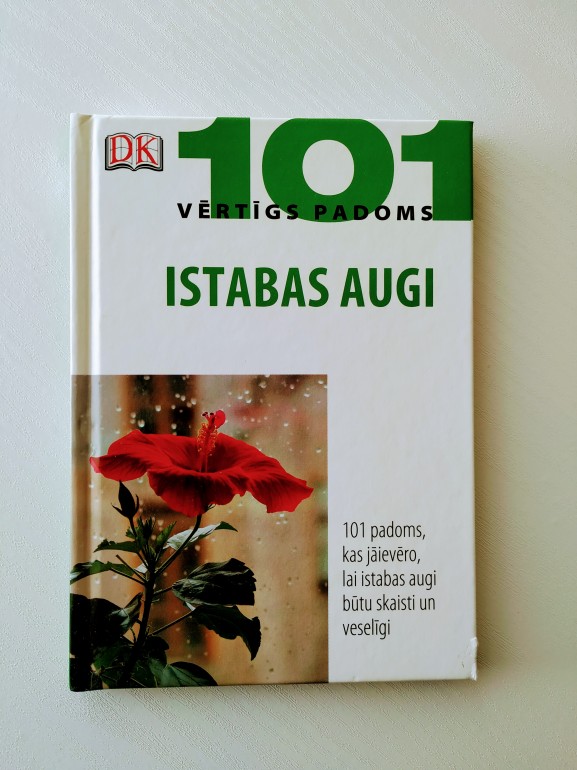 DK
101
VĒRTĪGS PADOMS
ISTABAS AUGI
101 padoms,
kas jāievēro,
lai istabas augi
būtu skaisti un
veselīgi